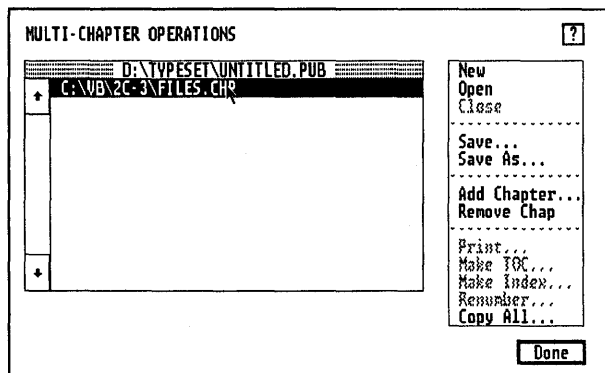 MULTI-CHAPTER OPERATIONS
?
D:\TYPESET\UNTITLED.PUB
C:\VB\2C-3\FILES.CHP
New
Open
Close
Save...
Save As...
Add Chapter...
Remove Chap
Print...
Make TOC...
Make Index...
Renumber...
Copy All...
Done